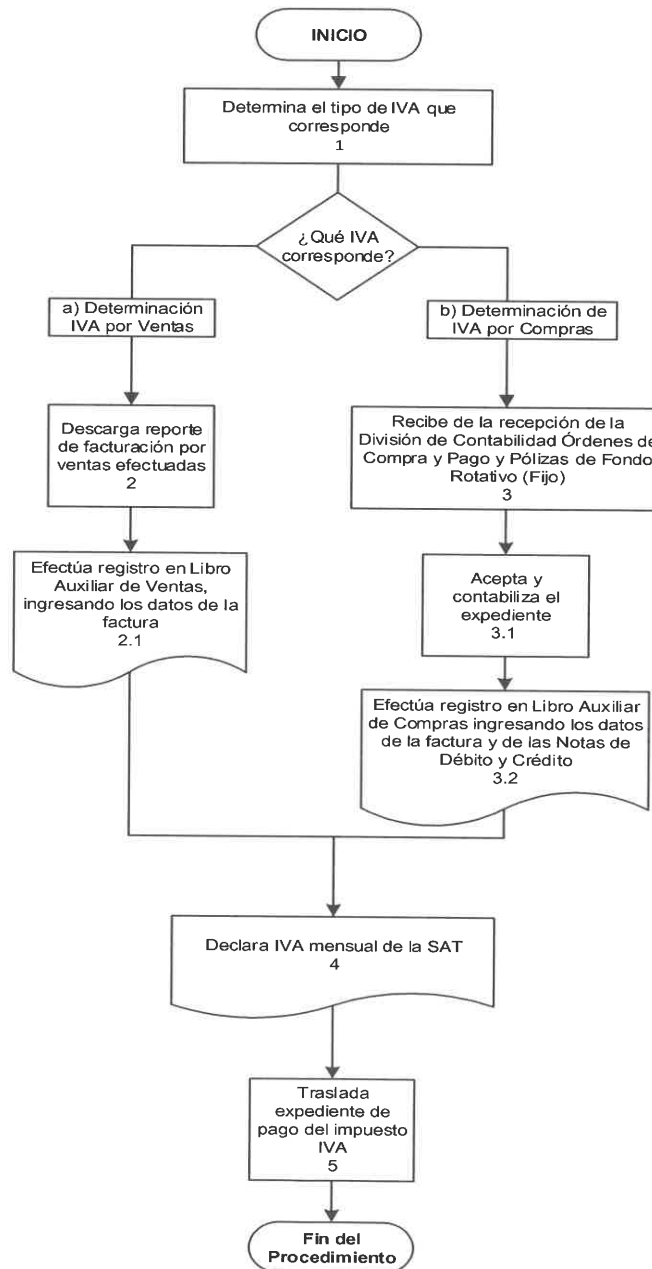 INICIO
Determina el tipo de IVA que
corresponde
1
¿Qué IVA
corresponde?
a) Determinación
IVA por Ventas
b) Determinación de
IVA por Compras
Descarga reporte
de facturación por
ventas efectuadas
2
Recibe de la recepción de la
División de Contabilidad Órdenes de
Compra y Pago y Pólizas de Fondo
Rotativo (Fijo)
3
Efectúa registro en Libro
Auxiliar de Ventas,
ingresando los datos de la
factura
2.1
Acepta y
contabiliza el
expediente
3.1
Efectúa registro en Libro Auxiliar
de Compras ingresando los datos
de la factura y de las Notas de
Débito y Crédito
3.2
Declara IVA mensual de la SAT
4
Traslada
expediente de
pago del impuesto
IVA
5
Fin del
Procedimiento